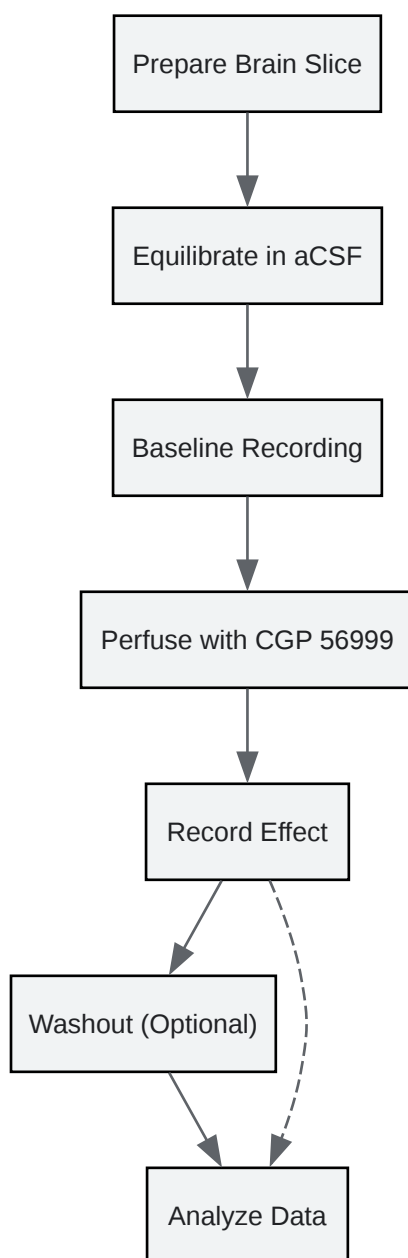 Prepare Brain Slice
Equilibrate in aCSF
Baseline Recording
Perfuse with CGP 56999
Record Effect
Washout (Optional)
Analyze Data